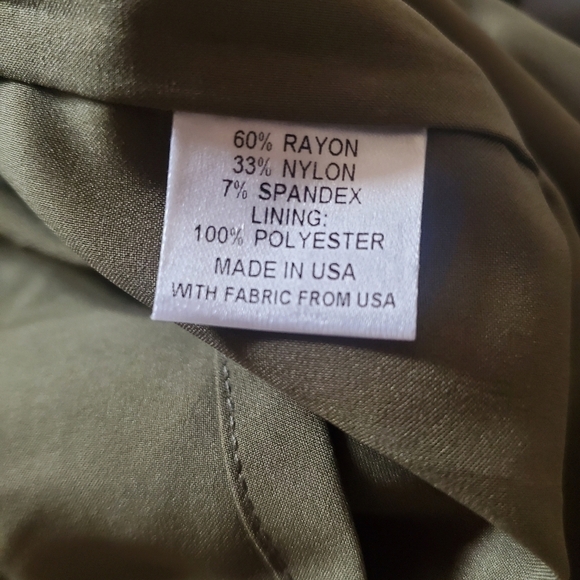 60% RAYON
33% NYLON
7% SPANDEX
LINING:
100% POLYESTER
MADE IN USA
WITH FABRIC FROM USA